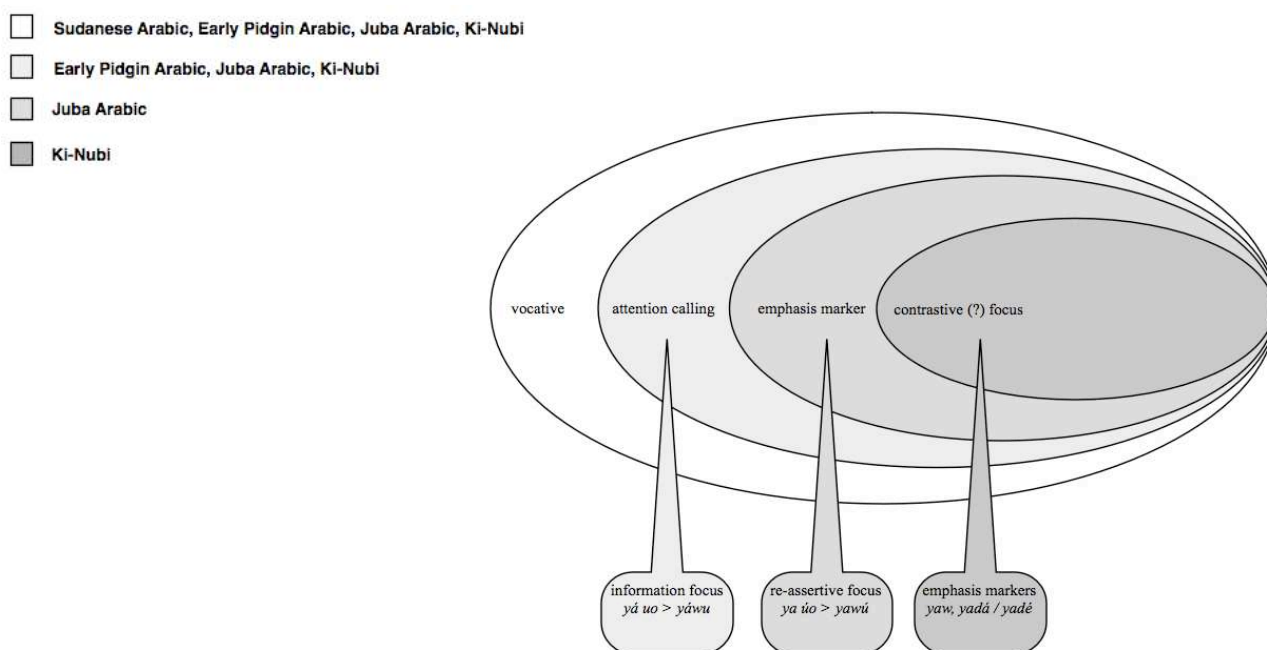 Sudanese Arabic, Early Pidgin Arabic, Juba Arabic, Ki-Nubi
Early Pidgin Arabic, Juba Arabic, Ki-Nubi
Juba Arabic
Ki-Nubi
vocative
attention calling
emphasis marker
contrastive (?) focus
information focus
yá uo > yáwu
re-assertive focus
ya úo > yawú
emphasis markers
yaw, yadá / yadé